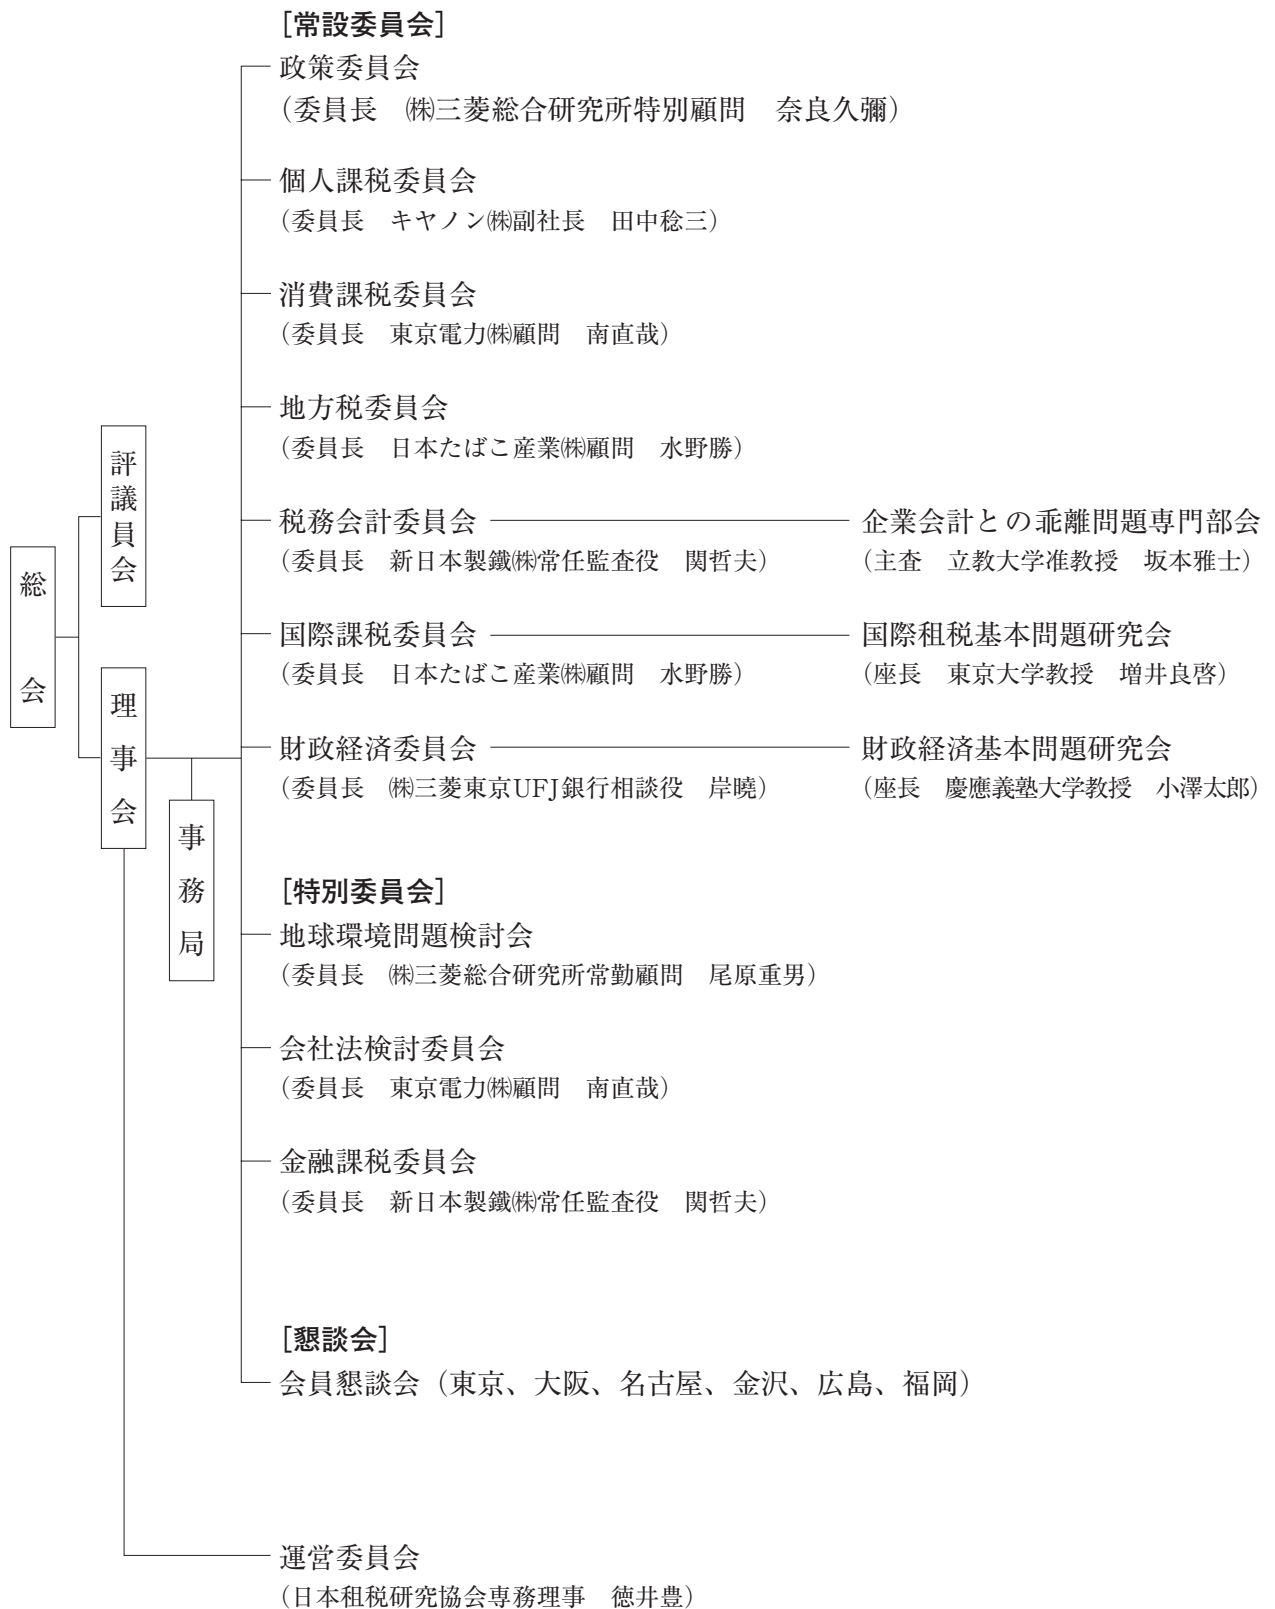 総会
評議員会
理事会
事務局
［常設委員会］
政策委員会
（委員長　㈱三菱総合研究所特別顧問　奈良久彌）
個人課税委員会
（委員長　キヤノン㈱副社長　田中稔三）
消費課税委員会
（委員長　東京電力㈱顧問　南直哉）
地方税委員会
（委員長　日本たばこ産業㈱顧問　水野勝）
税務会計委員会
（委員長　新日本製鐵㈱常任監査役　関哲夫）
企業会計との乖離問題専門部会
（主査　立教大学准教授　坂本雅士）
国際課税委員会
（委員長　日本たばこ産業㈱顧問　水野勝）
国際租税基本問題研究会
（座長　東京大学教授　増井良啓）
財政経済委員会
（委員長　㈱三菱東京UFJ銀行相談役　岸曉）
財政経済基本問題研究会
（座長　慶應義塾大学教授　小澤太郎）
［特別委員会］
地球環境問題検討会
（委員長　㈱三菱総合研究所常勤顧問　尾原重男）
会社法検討委員会
（委員長　東京電力㈱顧問　南直哉）
金融課税委員会
（委員長　新日本製鐵㈱常任監査役　関哲夫）
［懇談会］
会員懇談会（東京、大阪、名古屋、金沢、広島、福岡）
運営委員会
（日本租税研究協会専務理事　徳井豊）